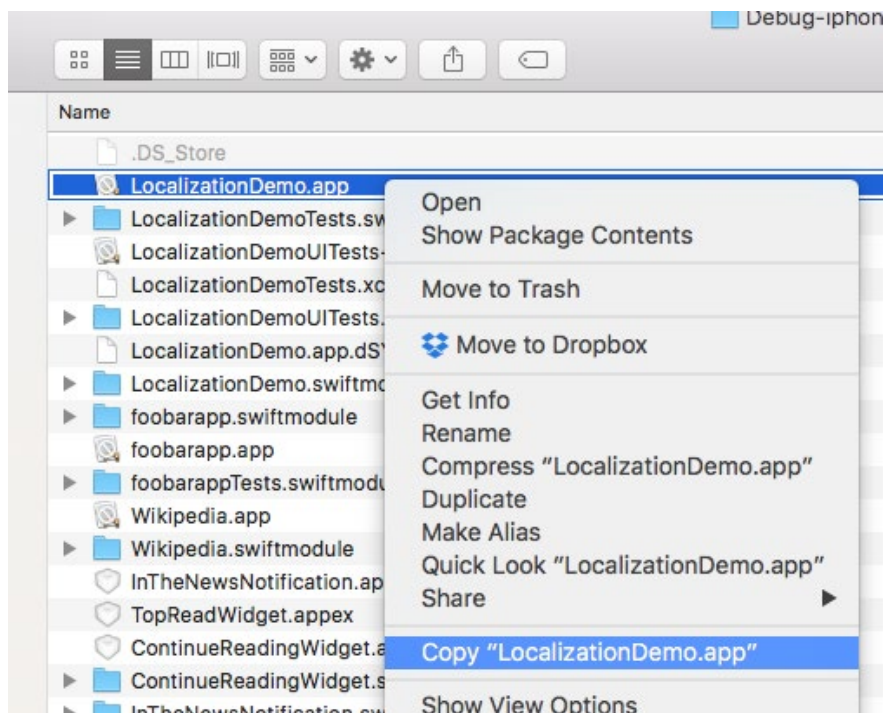 Debug-iphon
Name
.DS_Store
LocalizationDemo.app
LocalizationDemoTests.sw
LocalizationDemoUITests-
LocalizationDemoTests.xc
LocalizationDemoUITests.
LocalizationDemo.app.dSY
LocalizationDemo.swiftmo
foobarapp.swiftmodule
foobarapp.app
foobarappTests.swiftmodu
Wikipedia.app
Wikipedia.swiftmodule
InTheNewsNotification.ap
TopReadWidget.appex
ContinueReadingWidget.a
ContinueReadingWidget.s
InTheNewsNotification.sw
Open
Show Package Contents
Move to Trash
Move to Dropbox
Get Info
Rename
Compress “LocalizationDemo.app”
Duplicate
Make Alias
Quick Look “LocalizationDemo.app”
Share
Copy “LocalizationDemo.app”
Show View Options